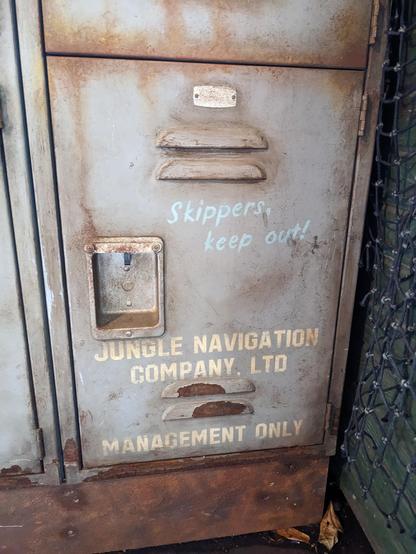 Skippers,
keep out!
JUNGLE NAVIGATION
COMPANY, LTD
MANAGEMENT ONLY